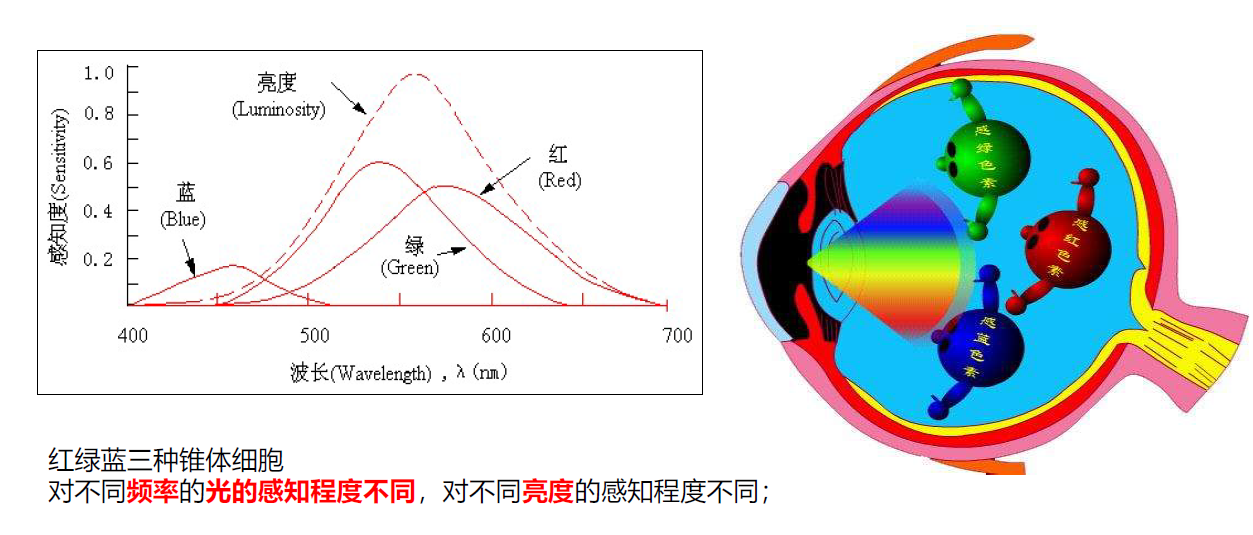 1.0
0.8
0.6
0.4
0.2
感知度(Sensitivity)
亮度
(Luminosity)
红
(Red)
蓝
(Blue)
绿
(Green)
400
500
600
700
波长(Wavelength) , λ (nm)
感绿色素
感红色素
感蓝色素
红绿蓝三种锥体细胞
对不同频率的光的感知程度不同，对不同亮度的感知程度不同；